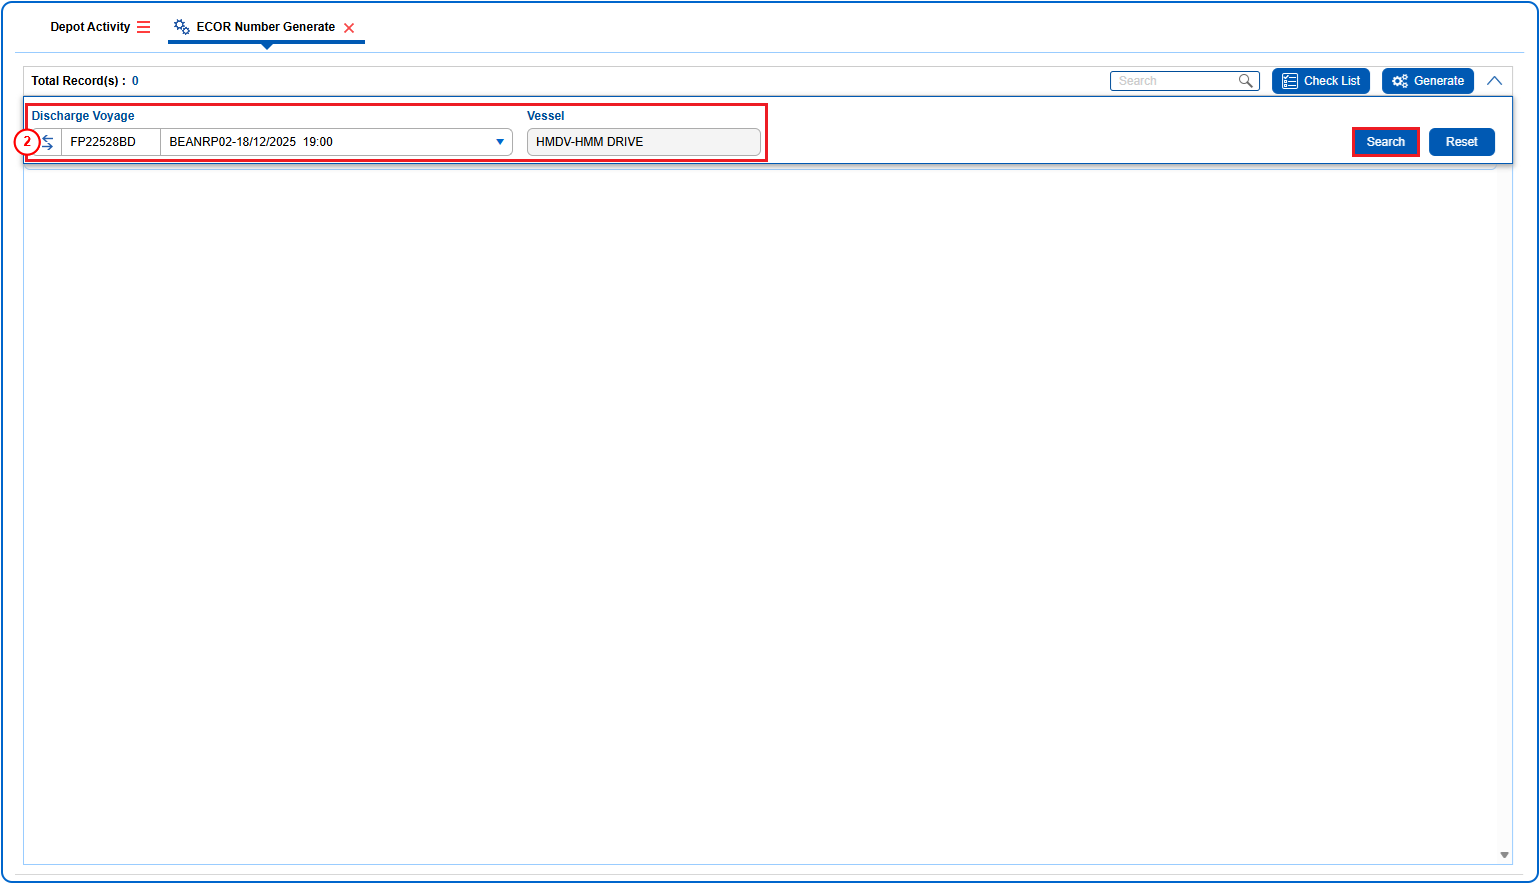 Depot Activity ECOR Number Generate
Total Record(s) : 0 Search Check List Generate
Discharge Voyage Vessel
2 FP22528BD BEANRP02-18/12/2025 19:00 HMDV-HMM DRIVE Search Reset